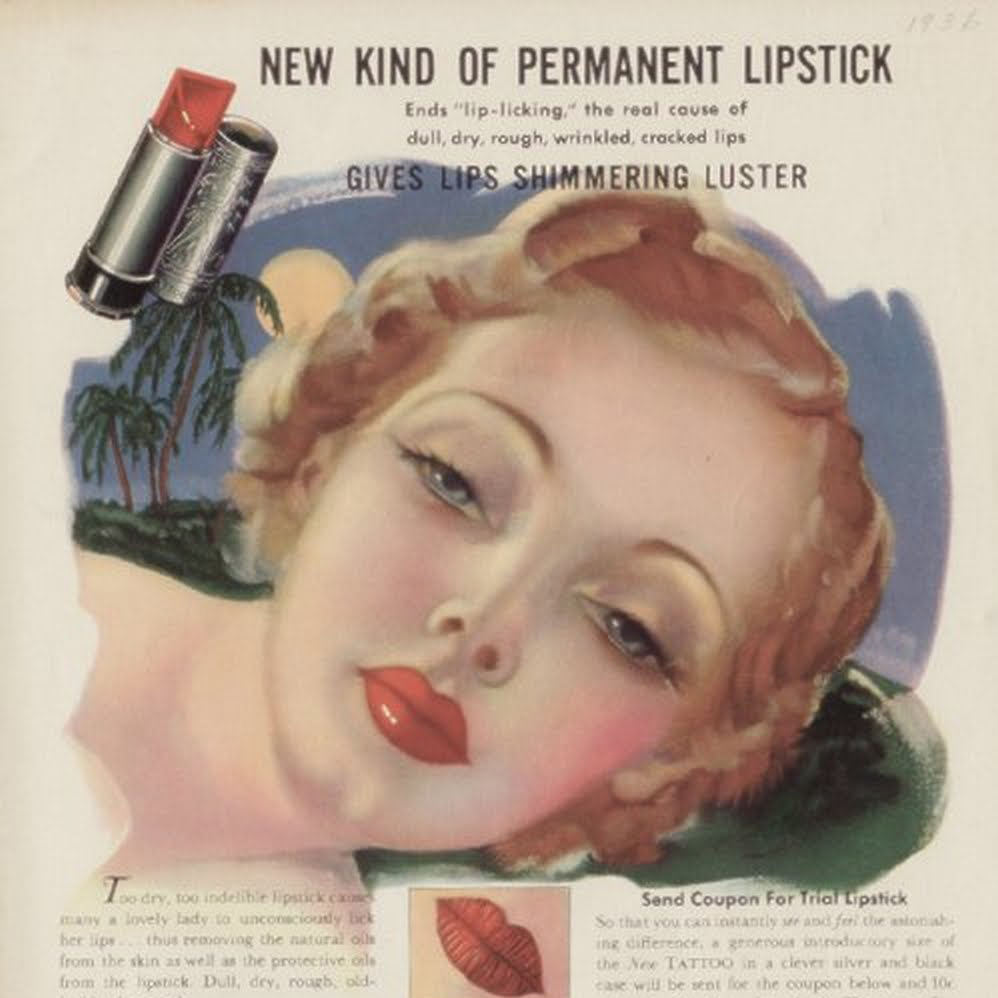 1936
NEW KIND OF PERMANENT LIPSTICK
Ends "lip-licking," the real cause of
dull, dry, rough, wrinkled, cracked lips
GIVES LIPS SHIMMERING LUSTER
Too dry, too indelible lipstick causes
many a lovely lady to unconsciously lick
her lips . . . thus removing the natural oils
from the skin as well as the protective oils
from the lipstick. Dull, dry, rough, old-
Send Coupon For Trial Lipstick
So that you can instantly see and feel the astonish-
ing difference, a generous introductory size of
the New TATTOO in a clever silver and black
case will be sent for the coupon below and 10c